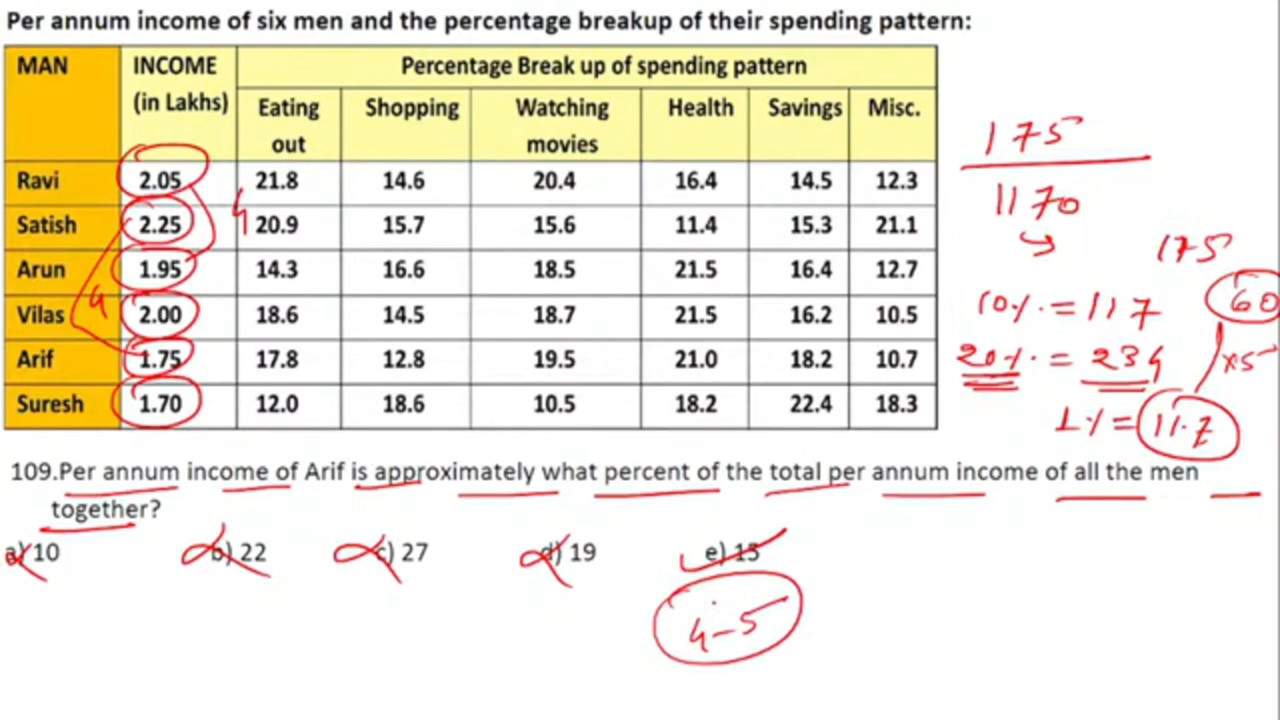 Per annum income of six men and the percentage breakup of their spending pattern:
MAN INCOME (in Lakhs) Percentage Break up of spending pattern
Eating out Shopping Watching movies Health Savings Misc.
Ravi 2.05 21.8 14.6 20.4 16.4 14.5 12.3
Satish 2.25 20.9 15.7 15.6 11.4 15.3 21.1
Arun 1.95 14.3 16.6 18.5 21.5 16.4 12.7
Vilas 2.00 18.6 14.5 18.7 21.5 16.2 10.5
Arif 1.75 17.8 12.8 19.5 21.0 18.2 10.7
Suresh 1.70 12.0 18.6 10.5 18.2 22.4 18.3
4
4
175
1170
175
10% = 117
60
20% = 234
x5
1% = 11.7
109.Per annum income of Arif is approximately what percent of the total per annum income of all the men
together?
a) 10 b) 22 c) 27 d) 19 e) 15
4-5